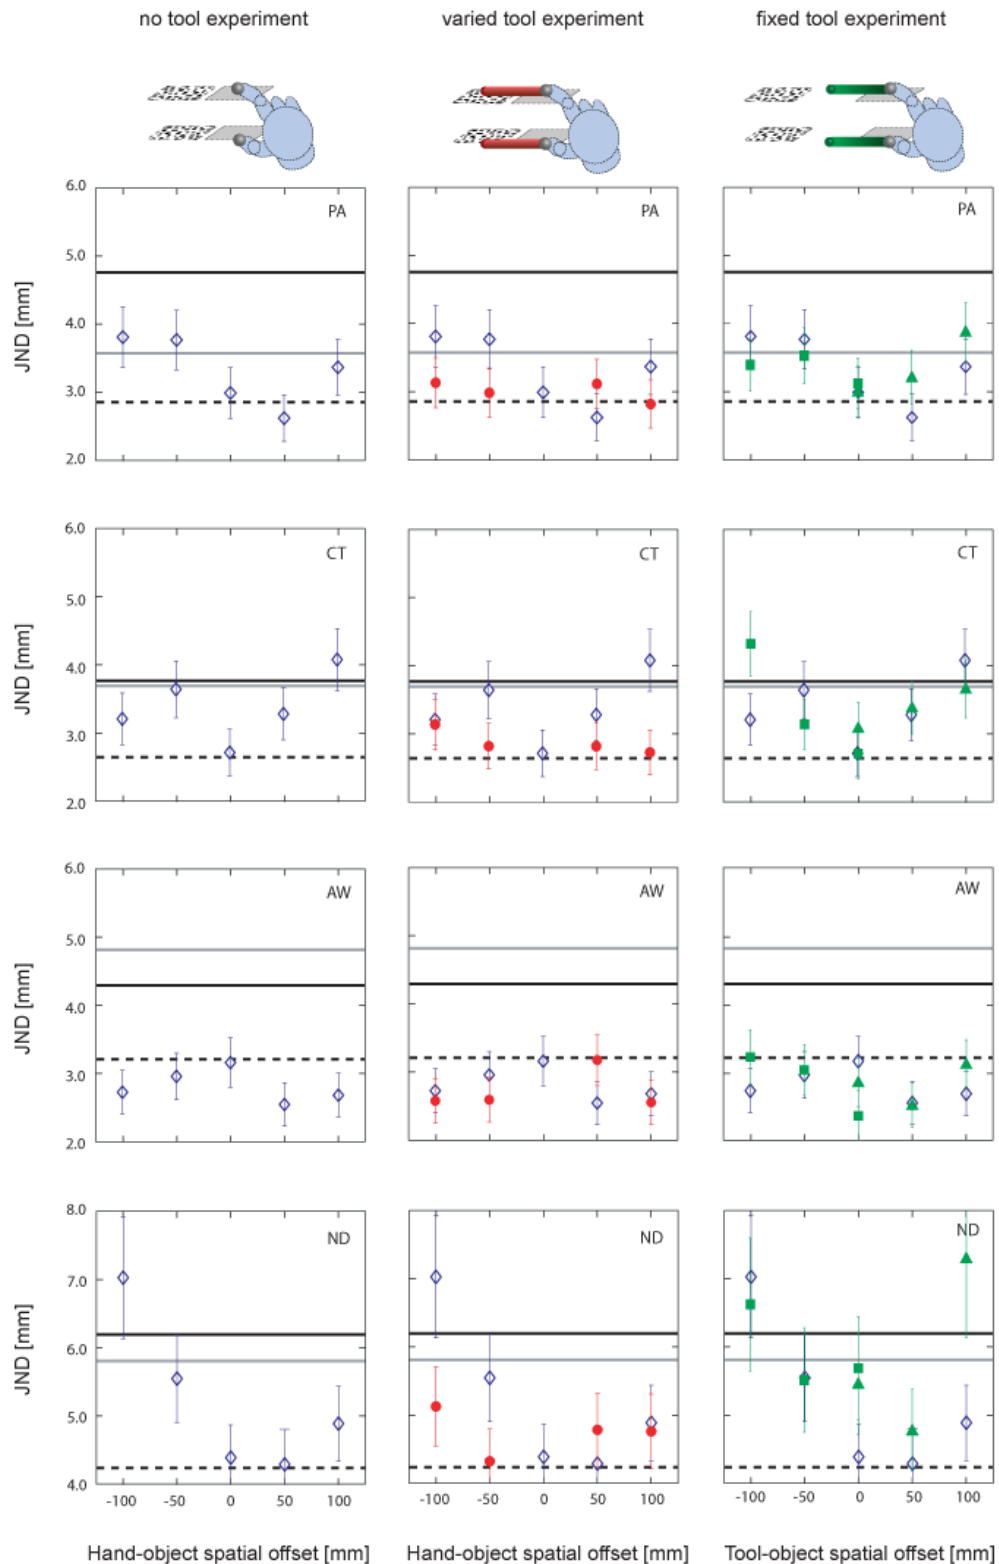 no tool experiment varied tool experiment fixed tool experiment
6.0 PA PA PA
5.0
JND [mm]
4.0
3.0
2.0
6.0 CT CT CT
5.0
JND [mm]
4.0
3.0
2.0
6.0 AW AW AW
5.0
JND [mm]
4.0
3.0
2.0
8.0 ND ND ND
7.0
JND [mm]
6.0
5.0
4.0
-100 -50 0 50 100 -100 -50 0 50 100 -100 -50 0 50 100
Hand-object spatial offset [mm] Hand-object spatial offset [mm] Tool-object spatial offset [mm]